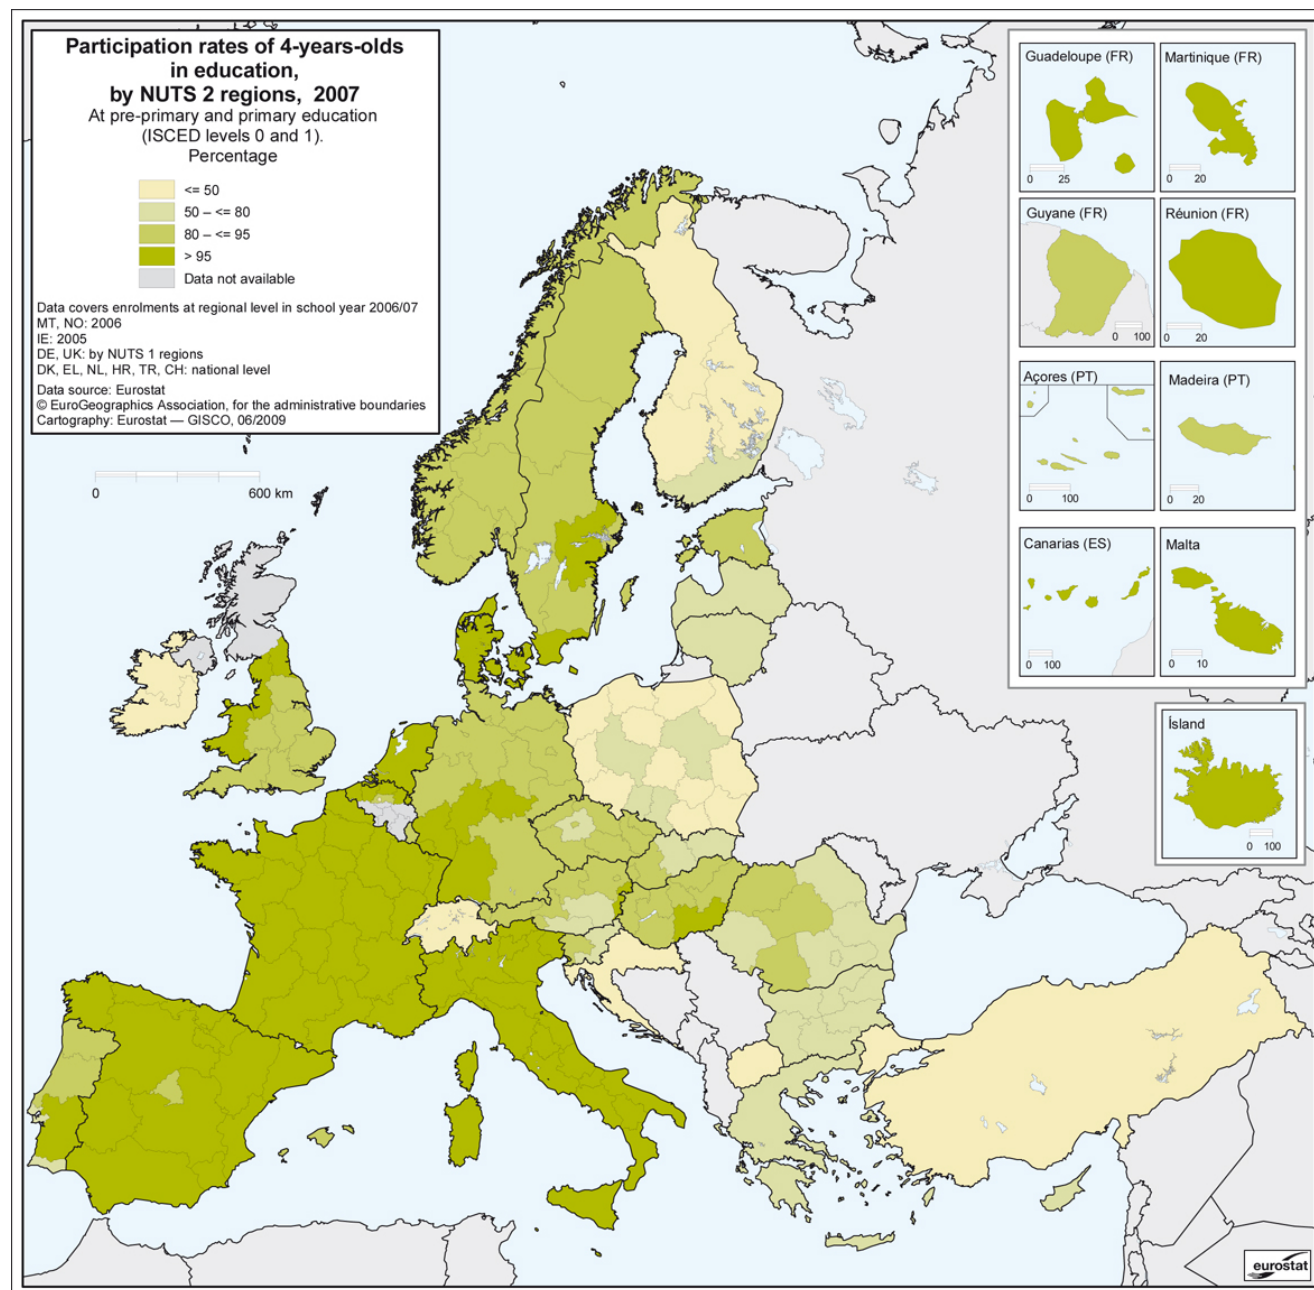 Participation rates of 4-years-olds
in education,
by NUTS 2 regions,  2007
At pre-primary and primary education
(ISCED levels 0 and 1).
Percentage
<= 50
50 – <= 80
80 – <= 95
> 95
Data not available
Data covers enrolments at regional level in school year 2006/07
MT, NO: 2006
IE: 2005
DE, UK: by NUTS 1 regions
DK, EL, NL, HR, TR, CH: national level
Data source: Eurostat
© EuroGeographics Association, for the administrative boundaries
Cartography: Eurostat — GISCO, 06/2009
0 600 km
Guadeloupe (FR)
0 25
Martinique (FR)
0 20
Guyane (FR)
0 100
Réunion (FR)
0 20
Açores (PT)
0 100
Madeira (PT)
0 20
Canarias (ES)
0 100
Malta
0 10
Ísland
0 100
eurostat